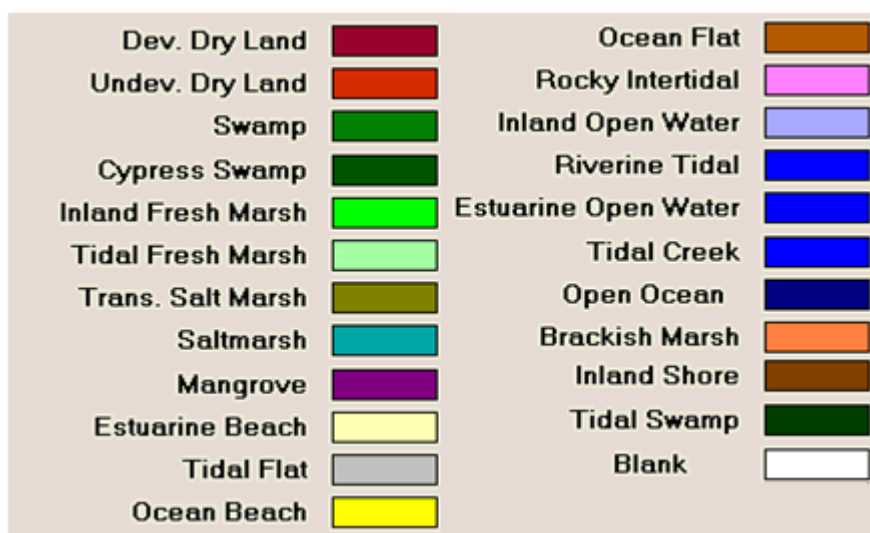 Dev. Dry Land
Undev. Dry Land
Swamp
Cypress Swamp
Inland Fresh Marsh
Tidal Fresh Marsh
Trans. Salt Marsh
Saltmarsh
Mangrove
Estuarine Beach
Tidal Flat
Ocean Beach
Ocean Flat
Rocky Intertidal
Inland Open Water
Riverine Tidal
Estuarine Open Water
Tidal Creek
Open Ocean
Brackish Marsh
Inland Shore
Tidal Swamp
Blank